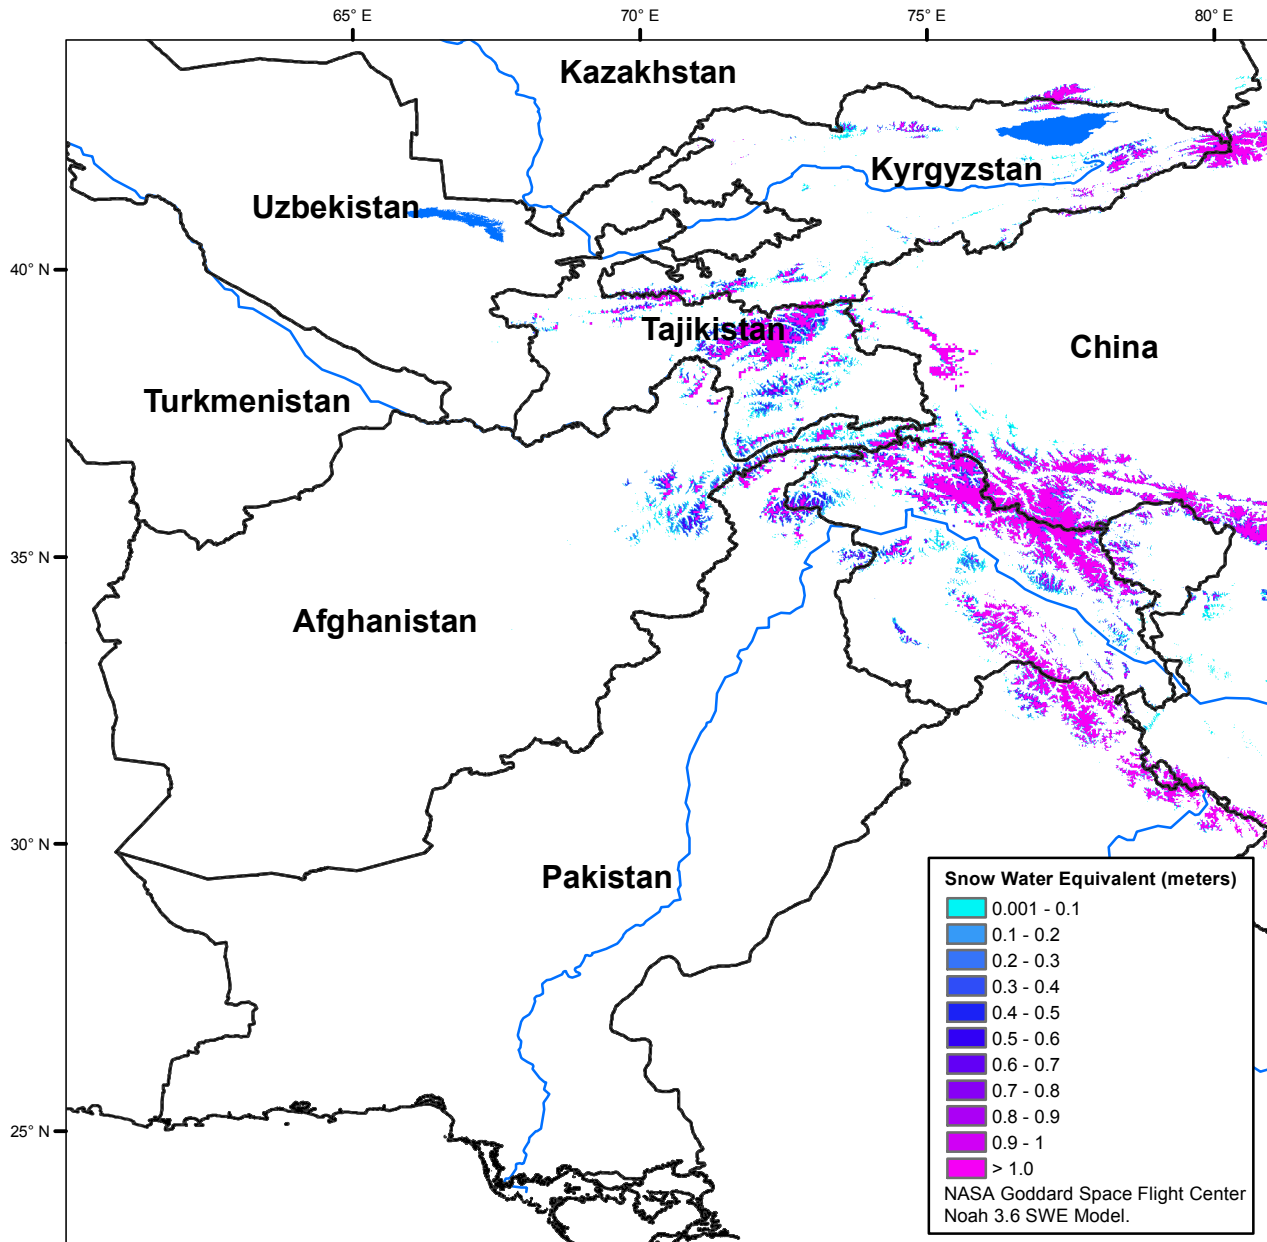 65° E
70° E
75° E
80° E
Kazakhstan
Kyrgyzstan
Uzbekistan
40° N
Tajikistan
China
Turkmenistan
35° N
Afghanistan
30° N
Pakistan
25° N
Snow Water Equivalent (meters)
0.001 - 0.1
0.1 - 0.2
0.2 - 0.3
0.3 - 0.4
0.4 - 0.5
0.5 - 0.6
0.6 - 0.7
0.7 - 0.8
0.8 - 0.9
0.9 - 1
> 1.0
NASA Goddard Space Flight Center
Noah 3.6 SWE Model.